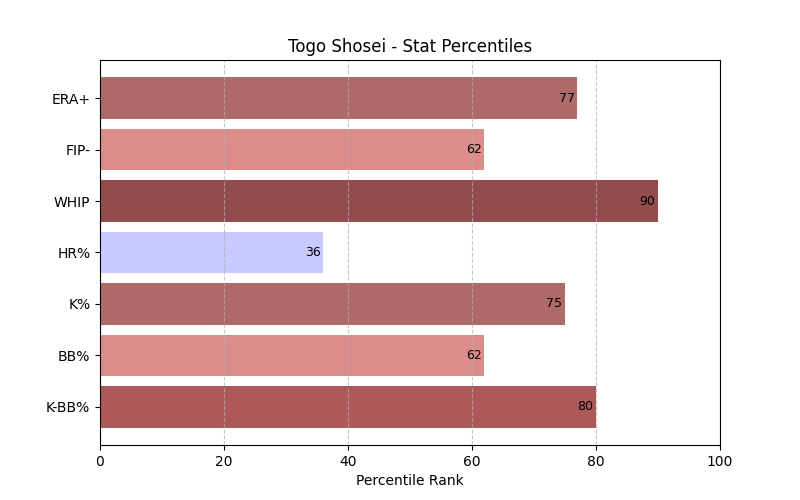 Togo Shosei - Stat Percentiles
ERA+ 77
FIP- 62
WHIP 90
HR% 36
K% 75
BB% 62
K-BB% 80
0 20 40 60 80 100
Percentile Rank